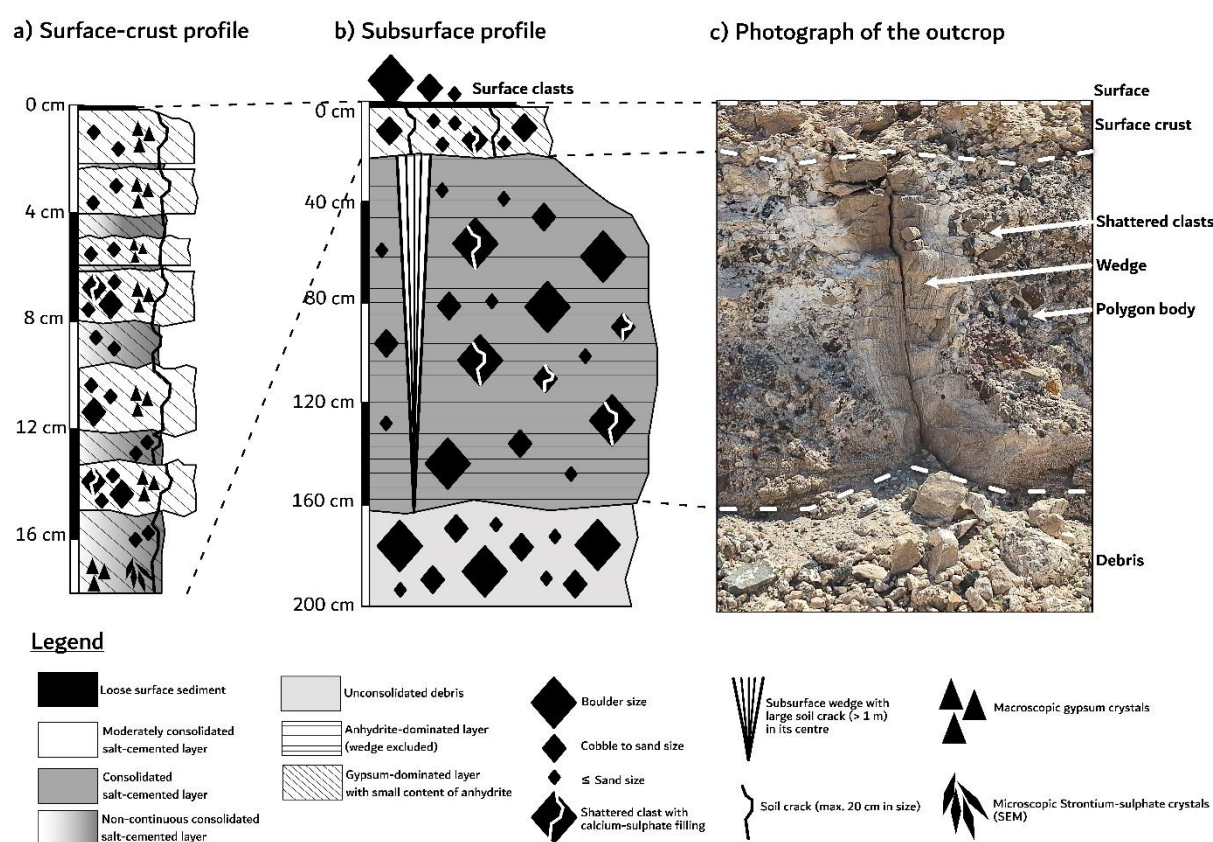 a) Surface-crust profile
b) Subsurface profile
c) Photograph of the outcrop
0 cm
4 cm
8 cm
12 cm
16 cm
Surface clasts
0 cm
40 cm
80 cm
120 cm
160 cm
200 cm
Surface
Surface crust
Shattered clasts
Wedge
Polygon body
Debris
Legend
Loose surface sediment
Moderately consolidated
salt-cemented layer
Consolidated
salt-cemented layer
Non-continuous consolidated
salt-cemented layer
Unconsolidated debris
Anhydrite-dominated layer
(wedge excluded)
Gypsum-dominated layer
with small content of anhydrite
Boulder size
Cobble to sand size
≤ Sand size
Shattered clast with
calcium-sulphate filling
Subsurface wedge with
large soil crack (> 1 m)
in its centre
Soil crack (max. 20 cm in size)
Macroscopic gypsum crystals
Microscopic Strontium-sulphate crystals
(SEM)